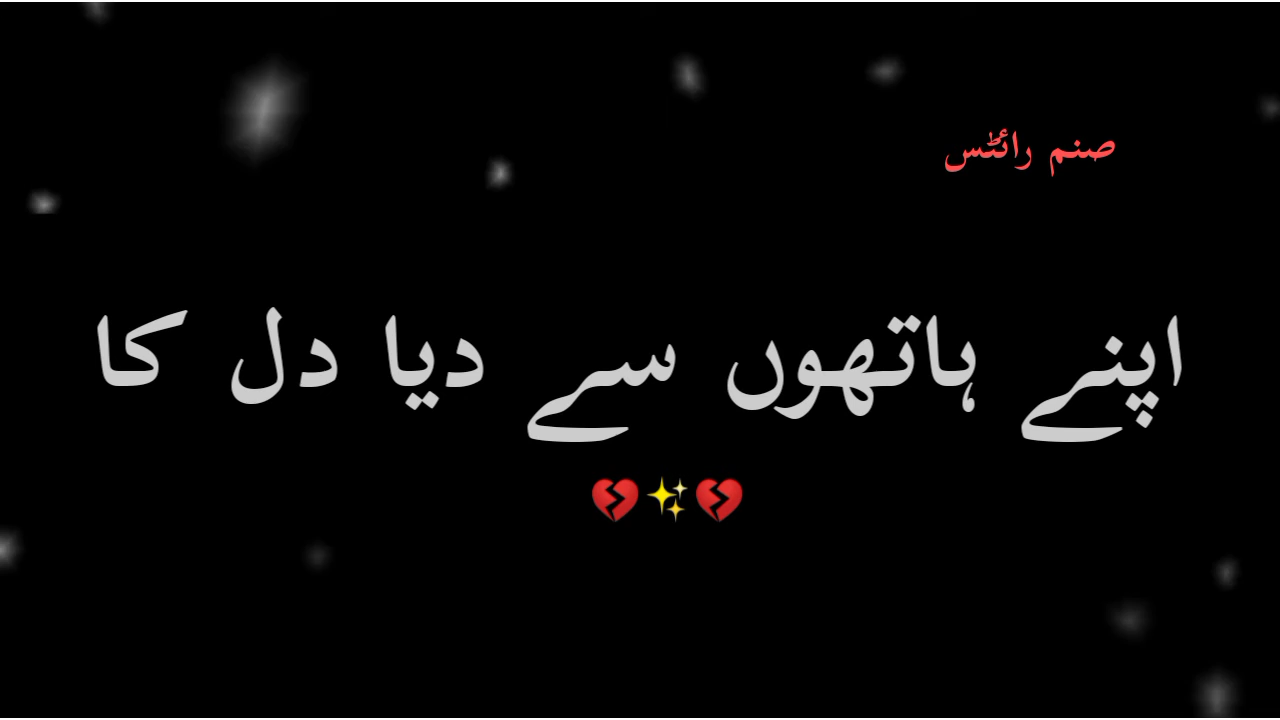 صنم رائٹس
اپنے ہاتھوں سے دیا دل کا
💔✨💔